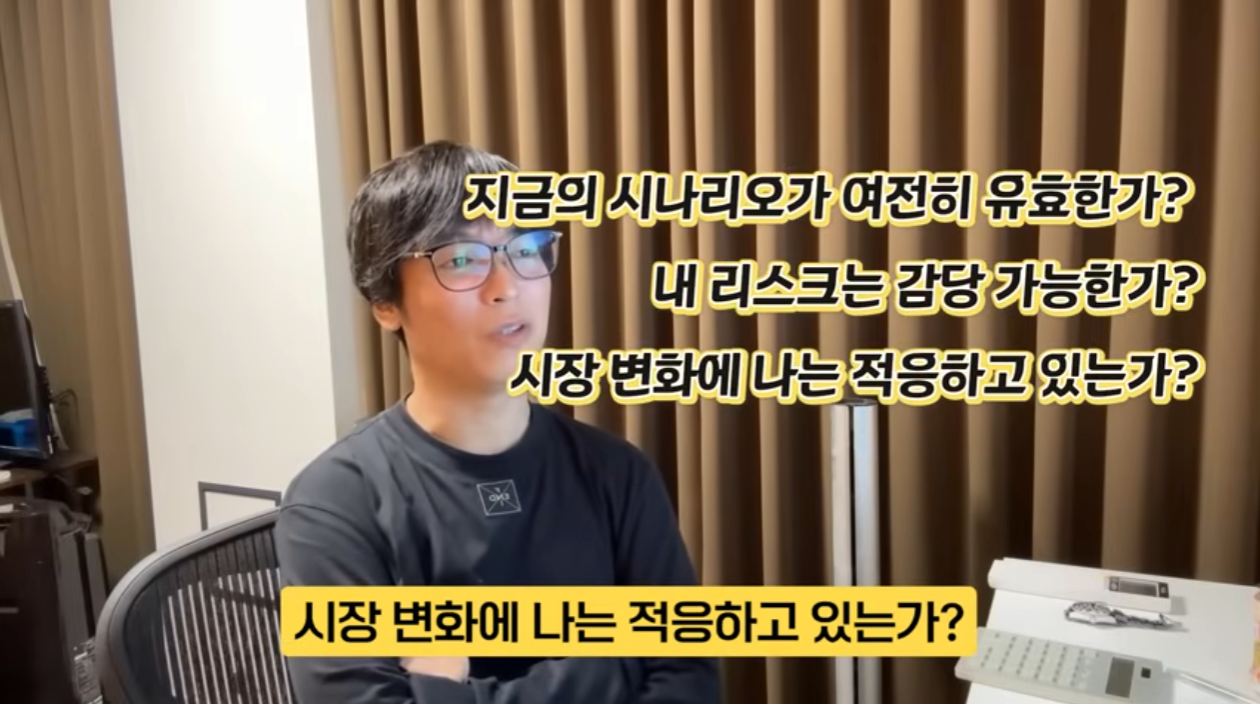 지금의 시나리오가 여전히 유효한가?
내 리스크는 감당 가능한가?
시장 변화에 나는 적응하고 있는가?
시장 변화에 나는 적응하고 있는가?